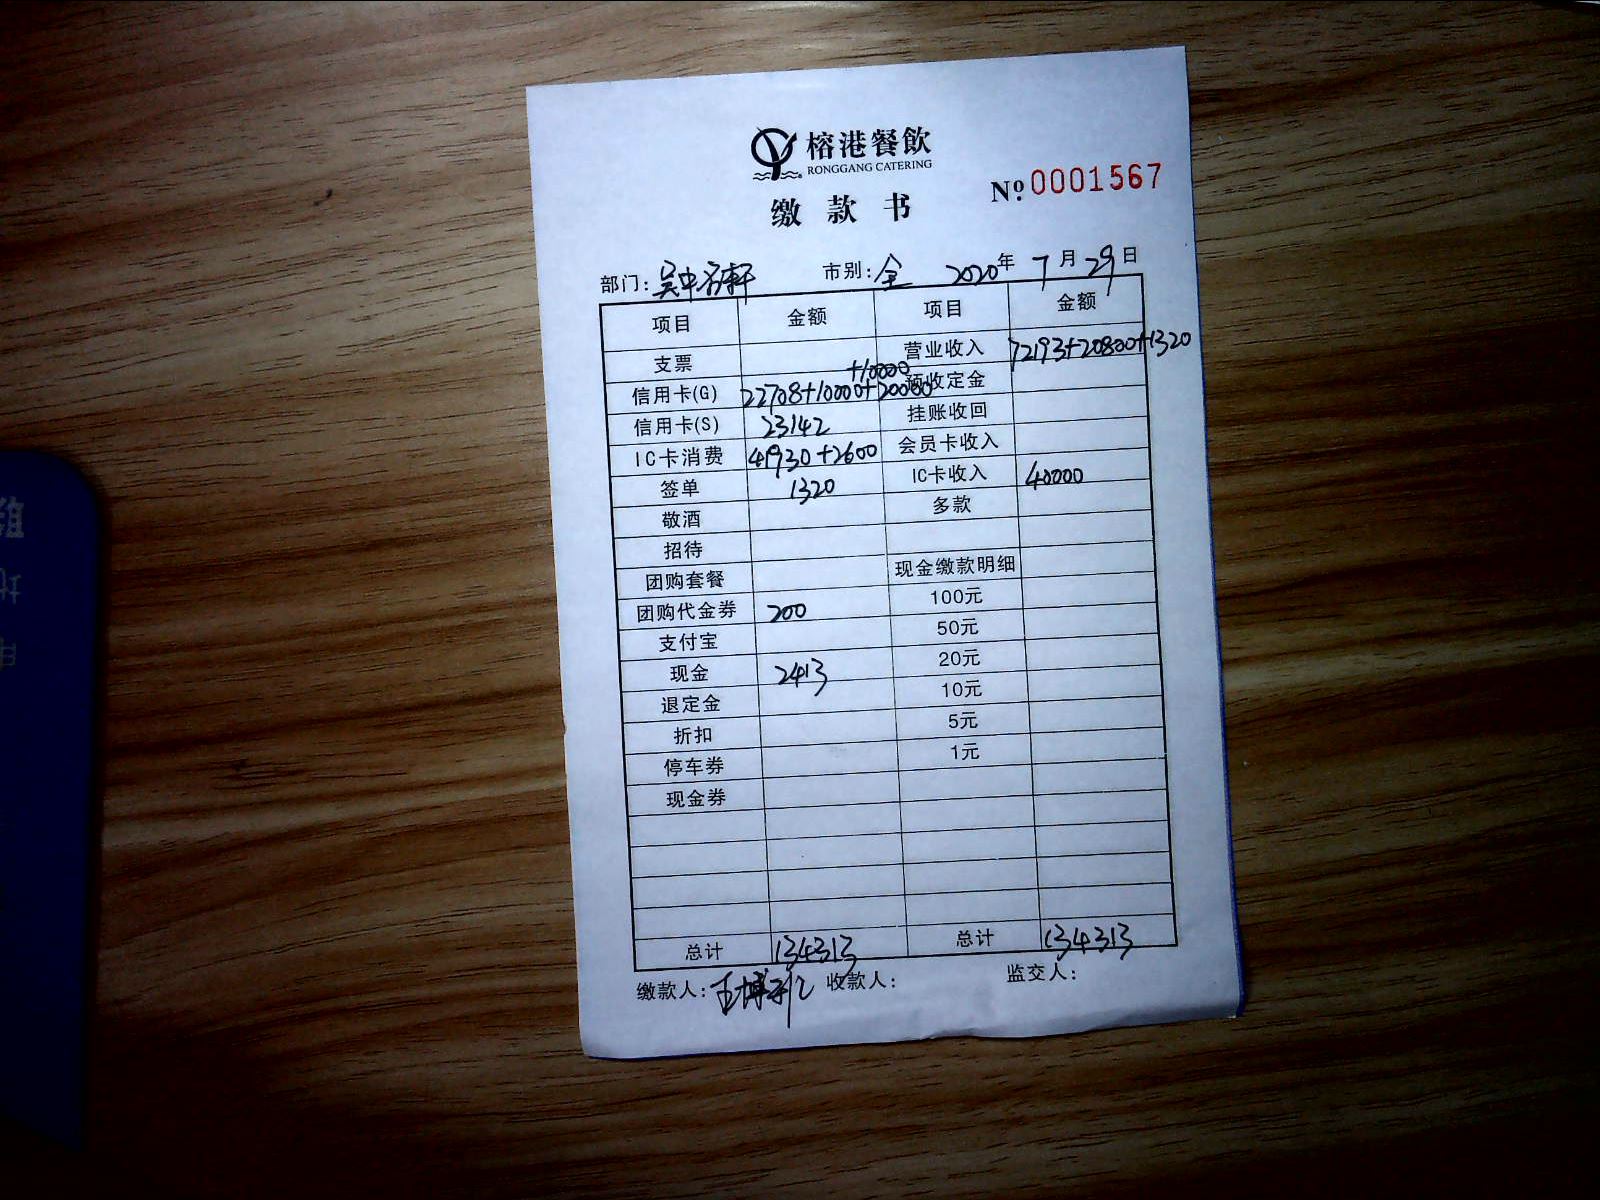 榕港餐飲
RONGGANG CATERING
缴款书
№ 0001567
部门: 吴中名轩 市别: 全 2020年 7月29日
项目 金额 项目 金额
支票 营业收入 72193+20800+1320
信用卡(G) 22708+10000+20000+10000 预收定金
信用卡(S) 23142 挂账收回
IC卡消费 41930+2600 会员卡收入
签单 1320 IC卡收入 40000
敬酒 多款
招待
团购套餐 现金缴款明细
团购代金券 200 100元
支付宝 50元
现金 2413 20元
退定金 10元
折扣 5元
停车券 1元
现金券
总计 134313 总计 134313
缴款人: 王博 收款人: 监交人: